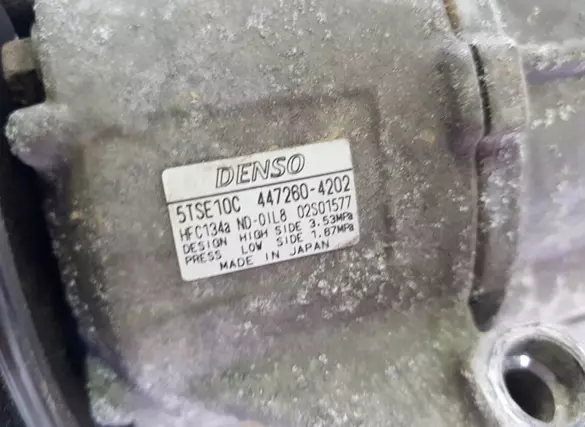 DENSO
5TSE10C 447260-4202
HFC134a ND-OIL8 02S01577
DESIGN HIGH SIDE 3.53MPa
PRESS LOW SIDE 1.87MPa
MADE IN JAPAN